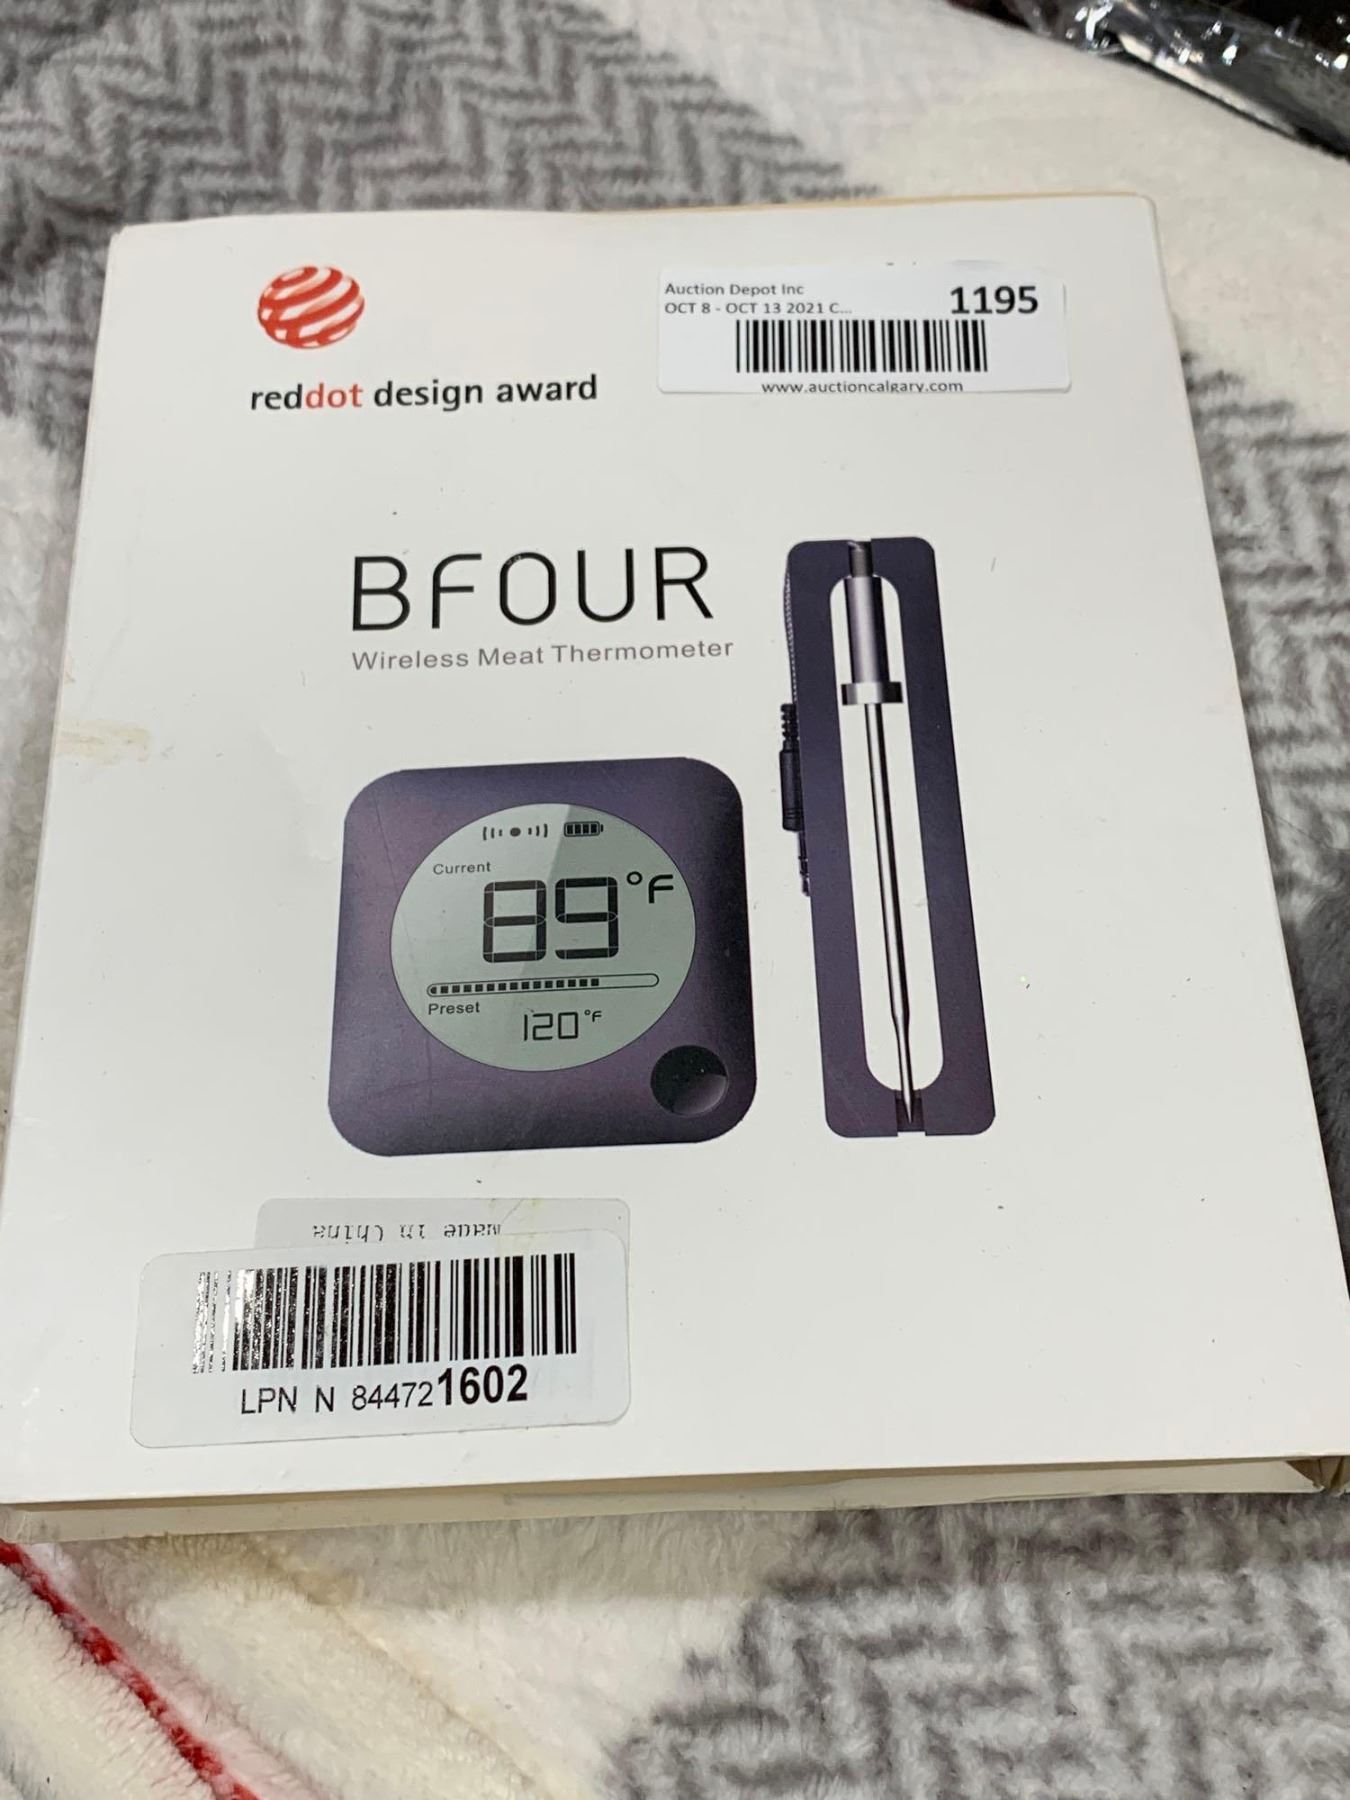 Auction Depot Inc
OCT 8 - OCT 13 2021 C...
1195
www.auctioncalgary.com
reddot design award
BFOUR
Wireless Meat Thermometer
Current
89°F
Preset
120°F
Made in China
LPN N 844721602